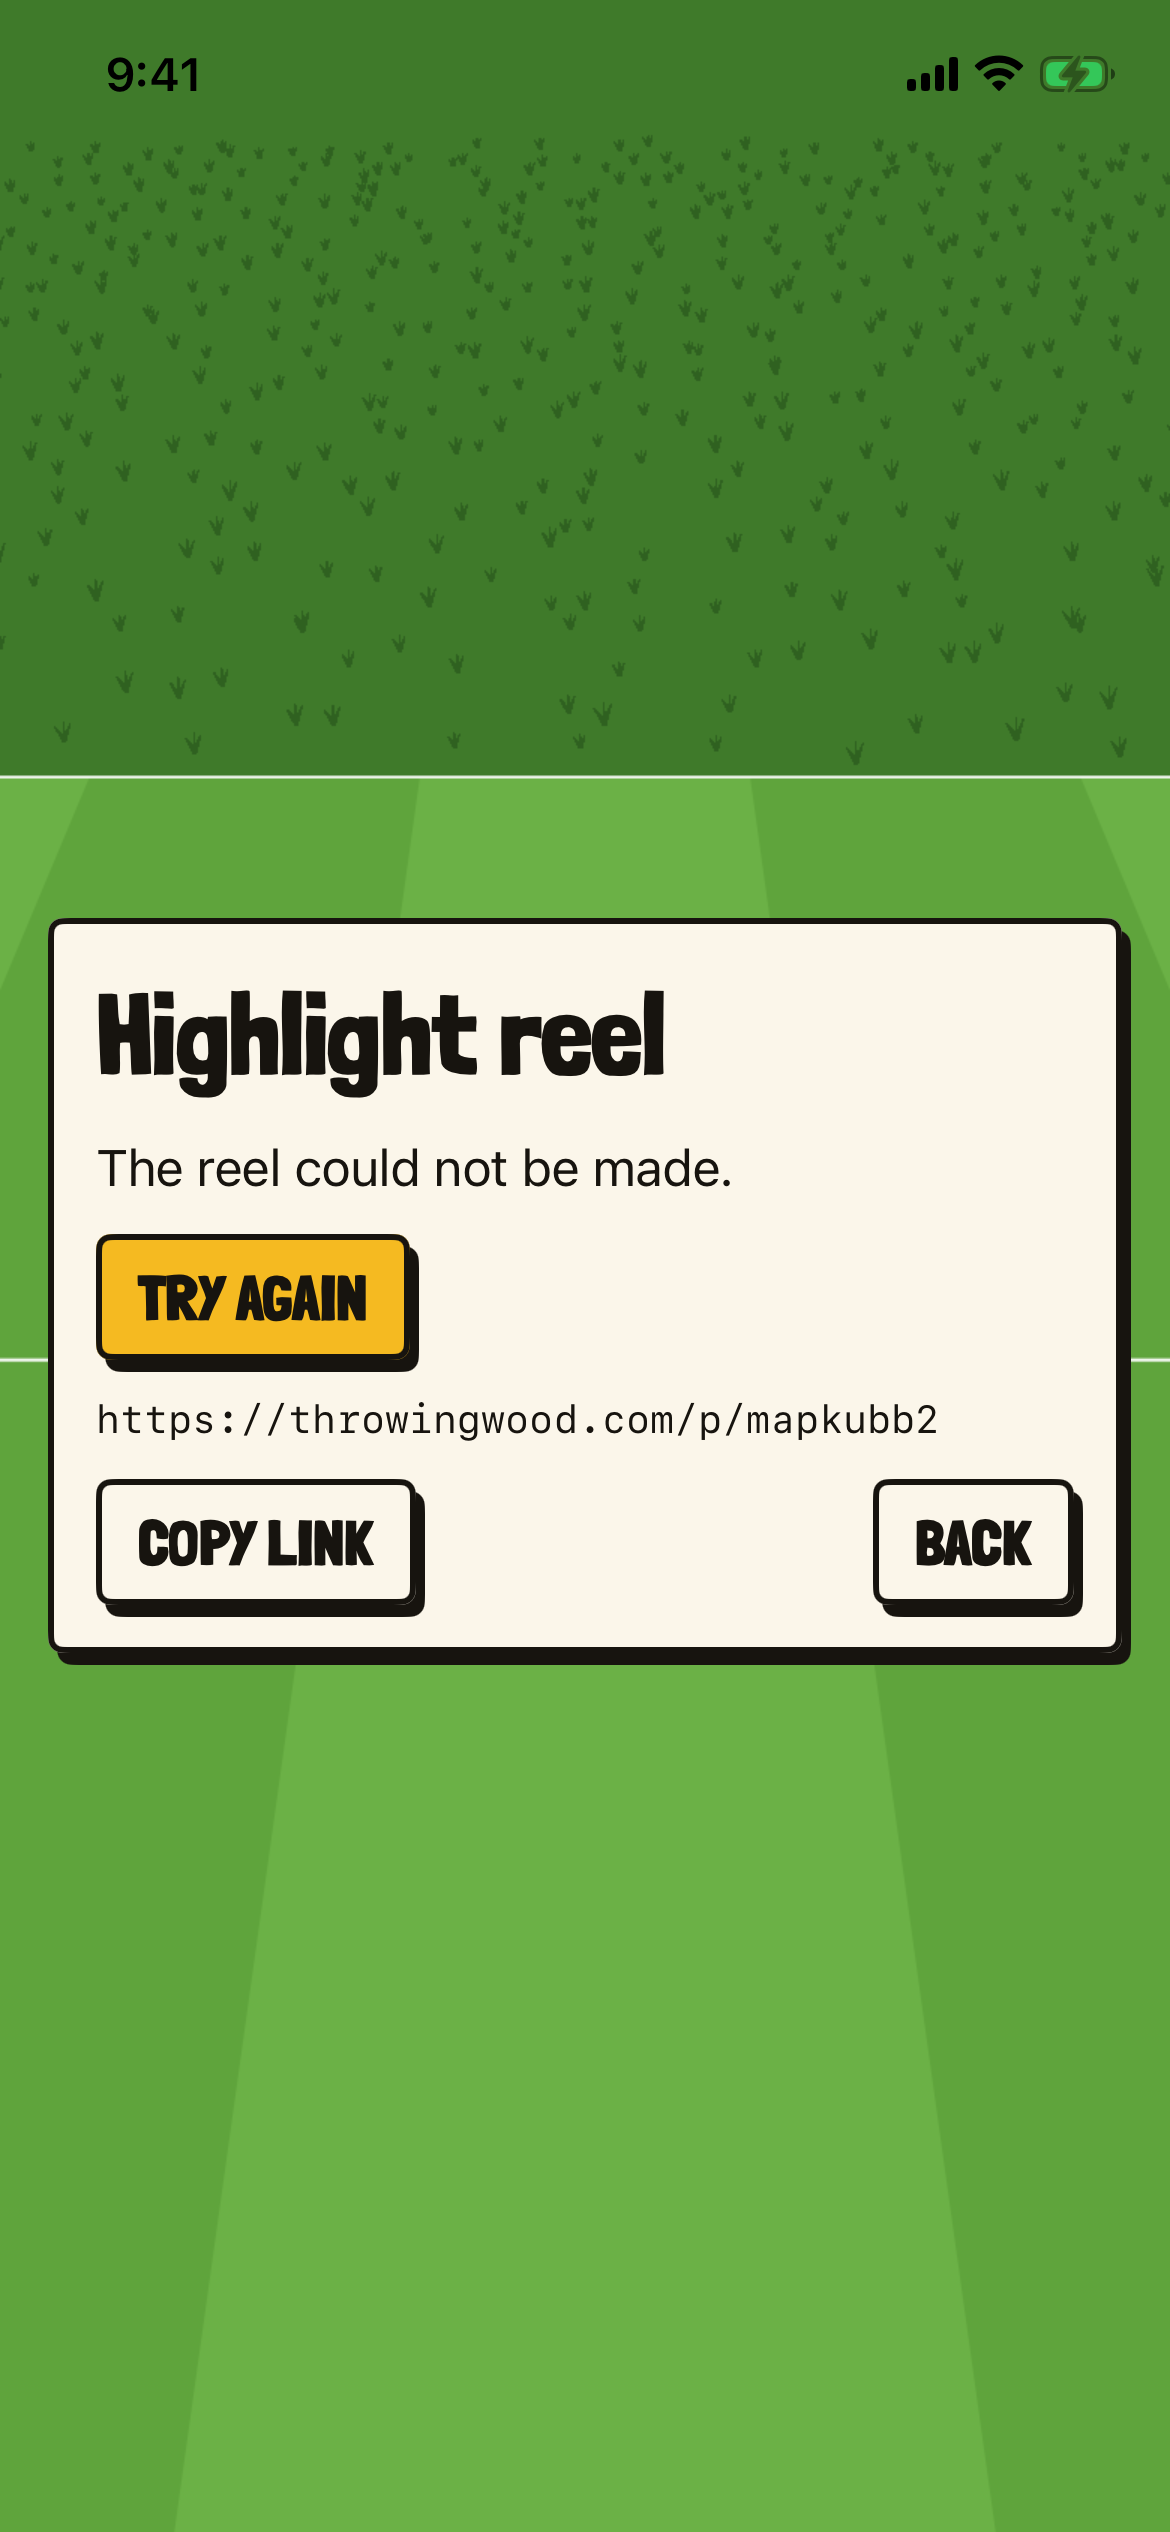 9:41
Highlight reel
The reel could not be made.
TRY AGAIN
https://throwingwood.com/p/mapkubb2
COPY LINK
BACK